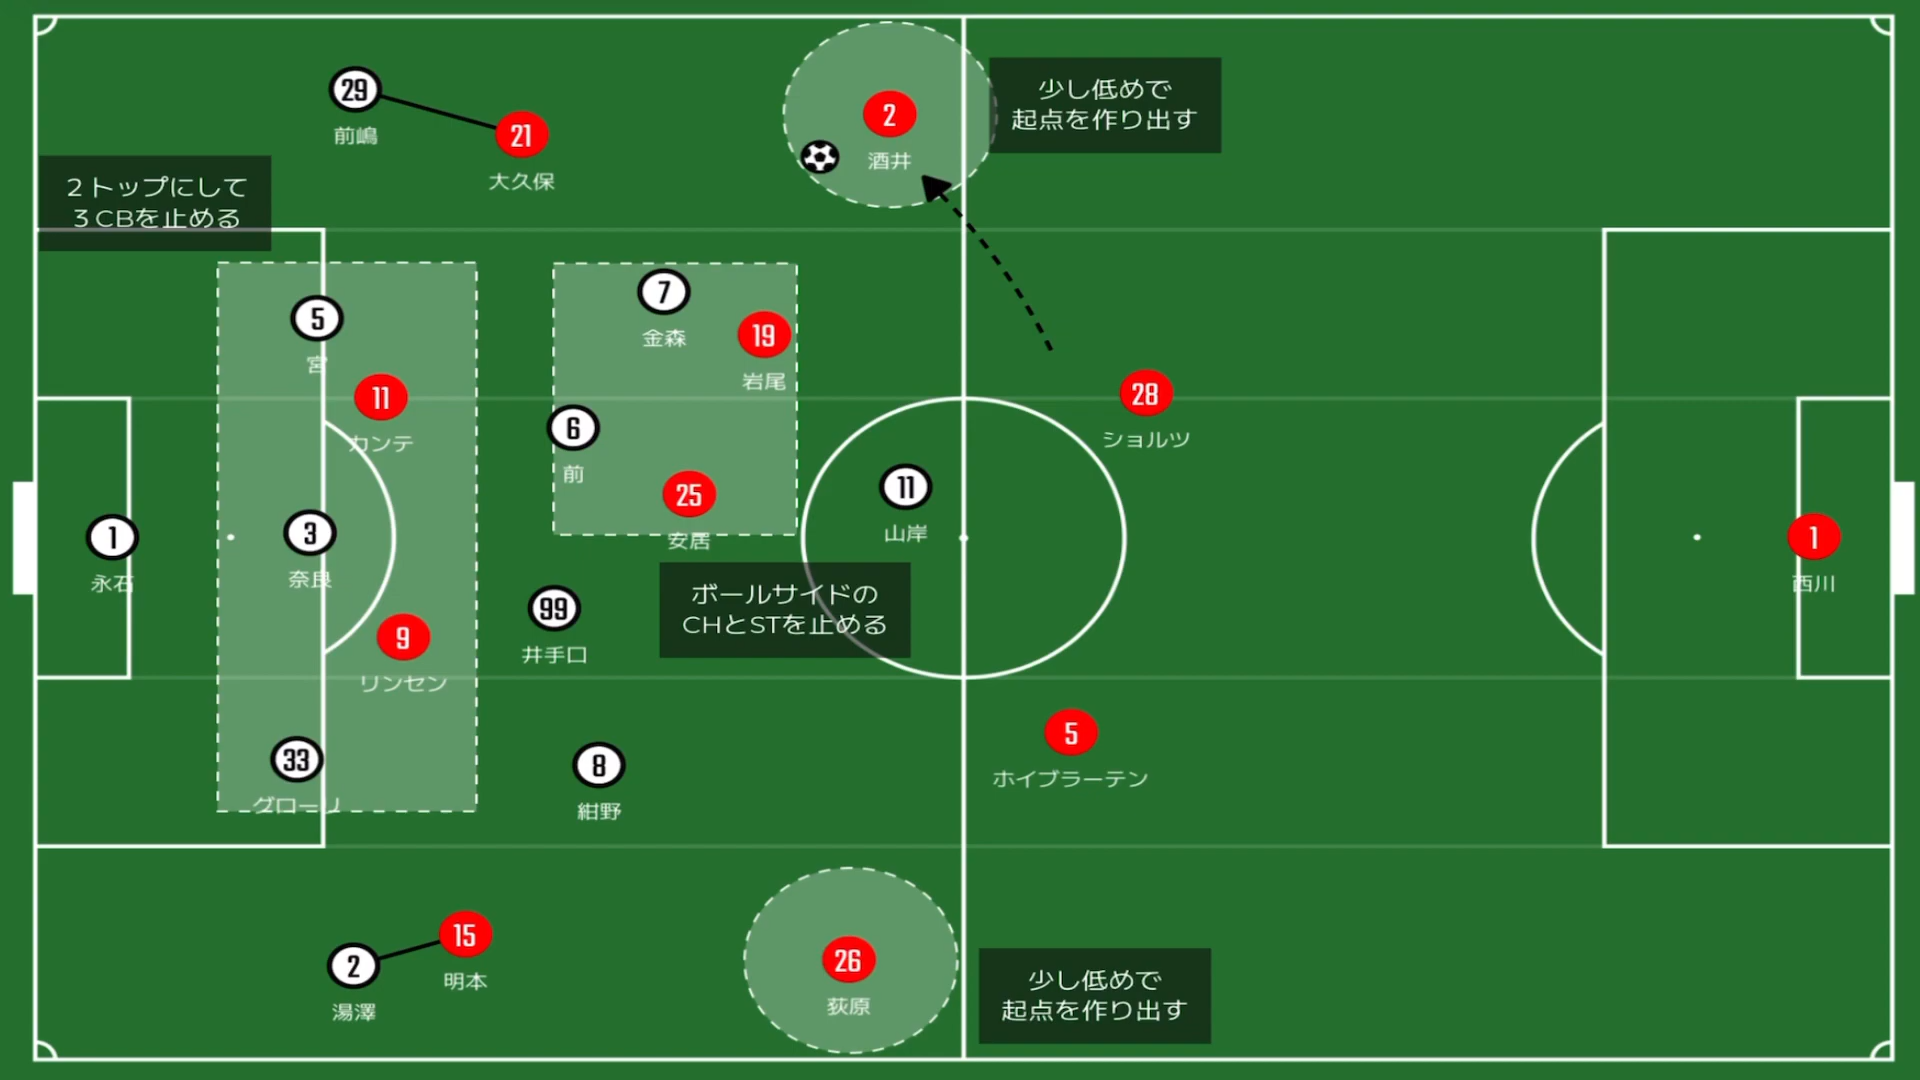 29
前嶋
21
大久保
2
酒井
少し低めで
起点を作り出す
2トップにして
3CBを止める
5
宮
11
カンテ
7
金森
19
岩尾
6
前
25
安居
28
ショルツ
11
山岸
1
永石
3
奈良
1
西川
99
井手口
ボールサイドの
CHとSTを止める
9
リンセン
33
グローリ
8
紺野
5
ホイブラーテン
2
湯澤
15
明本
26
荻原
少し低めで
起点を作り出す